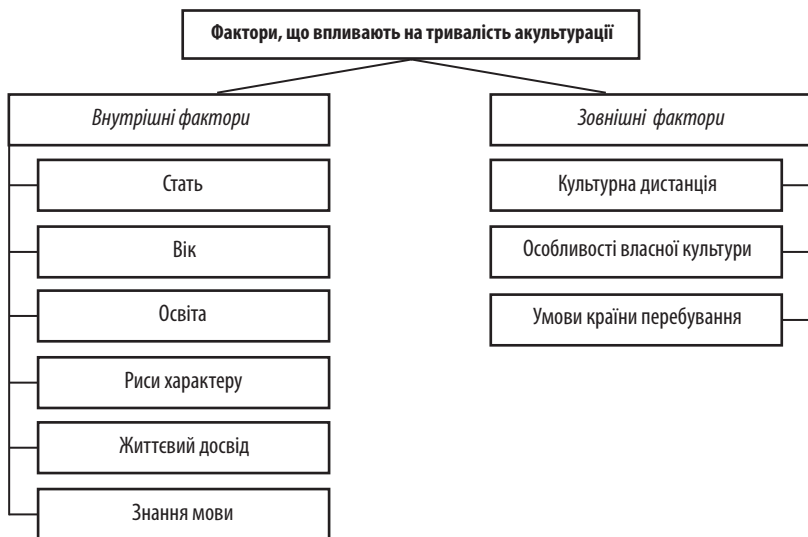 Фактори, що впливають на тривалість акультурації
Внутрішні фактори
Стать
Вік
Освіта
Риси характеру
Життєвий досвід
Знання мови
Зовнішні фактори
Культурна дистанція
Особливості власної культури
Умови країни перебування